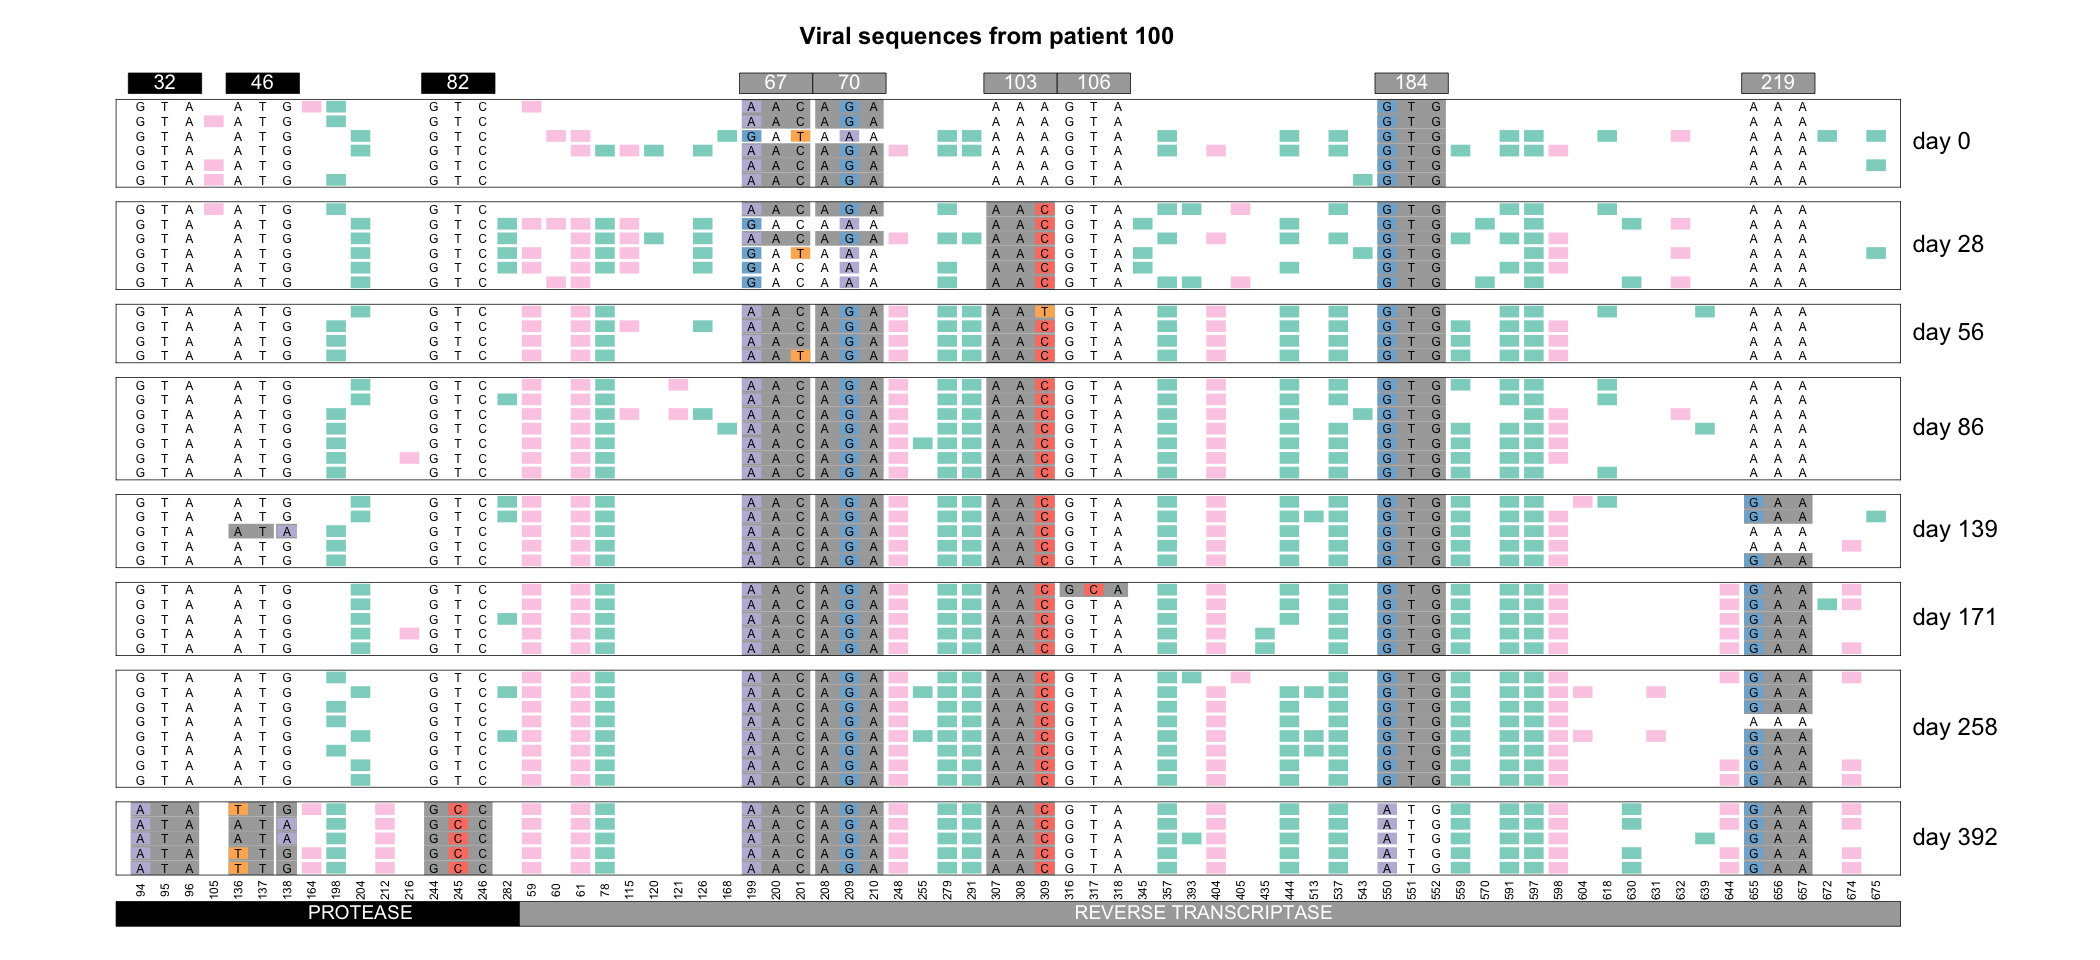 Viral sequences from patient 100
32 46 82 67 70 103 106 184 219
G T A A T G G T C A A C A G A A A A G T A G T G A A A
G T A A T G G T C A A C A G A A A A G T A G T G A A A
G T A A T G G T C G A T A A A A A A G T A G T G A A A
G T A A T G G T C A A C A G A A A A G T A G T G A A A
G T A A T G G T C A A C A G A A A A G T A G T G A A A
G T A A T G G T C A A C A G A A A A G T A G T G A A A
day 0
G T A A T G G T C A A C A G A A A C G T A G T G A A A
G T A A T G G T C G A C A A A A A C G T A G T G A A A
G T A A T G G T C A A C A G A A A C G T A G T G A A A
G T A A T G G T C G A T A A A A A C G T A G T G A A A
G T A A T G G T C G A C A A A A A C G T A G T G A A A
G T A A T G G T C G A C A A A A A C G T A G T G A A A
day 28
G T A A T G G T C A A C A G A A A T G T A G T G A A A
G T A A T G G T C A A C A G A A A C G T A G T G A A A
G T A A T G G T C A A C A G A A A C G T A G T G A A A
G T A A T G G T C A A T A G A A A C G T A G T G A A A
day 56
G T A A T G G T C A A C A G A A A C G T A G T G A A A
G T A A T G G T C A A C A G A A A C G T A G T G A A A
G T A A T G G T C A A C A G A A A C G T A G T G A A A
G T A A T G G T C A A C A G A A A C G T A G T G A A A
G T A A T G G T C A A C A G A A A C G T A G T G A A A
G T A A T G G T C A A C A G A A A C G T A G T G A A A
G T A A T G G T C A A C A G A A A C G T A G T G A A A
day 86
G T A A T G G T C A A C A G A A A C G T A G T G G A A
G T A A T G G T C A A C A G A A A C G T A G T G G A A
G T A A T A G T C A A C A G A A A C G T A G T G A A A
G T A A T G G T C A A C A G A A A C G T A G T G A A A
G T A A T G G T C A A C A G A A A C G T A G T G G A A
day 139
G T A A T G G T C A A C A G A A A C G C A G T G G A A
G T A A T G G T C A A C A G A A A C G T A G T G G A A
G T A A T G G T C A A C A G A A A C G T A G T G G A A
G T A A T G G T C A A C A G A A A C G T A G T G G A A
G T A A T G G T C A A C A G A A A C G T A G T G G A A
day 171
G T A A T G G T C A A C A G A A A C G T A G T G G A A
G T A A T G G T C A A C A G A A A C G T A G T G G A A
G T A A T G G T C A A C A G A A A C G T A G T G G A A
G T A A T G G T C A A C A G A A A C G T A G T G A A A
G T A A T G G T C A A C A G A A A C G T A G T G G A A
G T A A T G G T C A A C A G A A A C G T A G T G G A A
G T A A T G G T C A A C A G A A A C G T A G T G G A A
G T A A T G G T C A A C A G A A A C G T A G T G G A A
day 258
A T A T T G G C C A A C A G A A A C G T A A T G G A A
A T A A T A G C C A A C A G A A A C G T A A T G G A A
A T A A T A G C C A A C A G A A A C G T A A T G G A A
A T A T T G G C C A A C A G A A A C G T A A T G G A A
A T A T T G G C C A A C A G A A A C G T A A T G G A A
day 392
94 95 96 105 136 137 138 164 198 204 212 216 244 245 246 282 59 60 61 78 115 120 121 126 168 199 200 201 208 209 210 248 255 279 291 307 308 309 316 317 318 345 357 393 404 405 435 444 513 537 543 550 551 552 559 570 591 597 598 604 618 630 631 632 639 644 655 656 657 672 674 675
PROTEASE REVERSE TRANSCRIPTASE